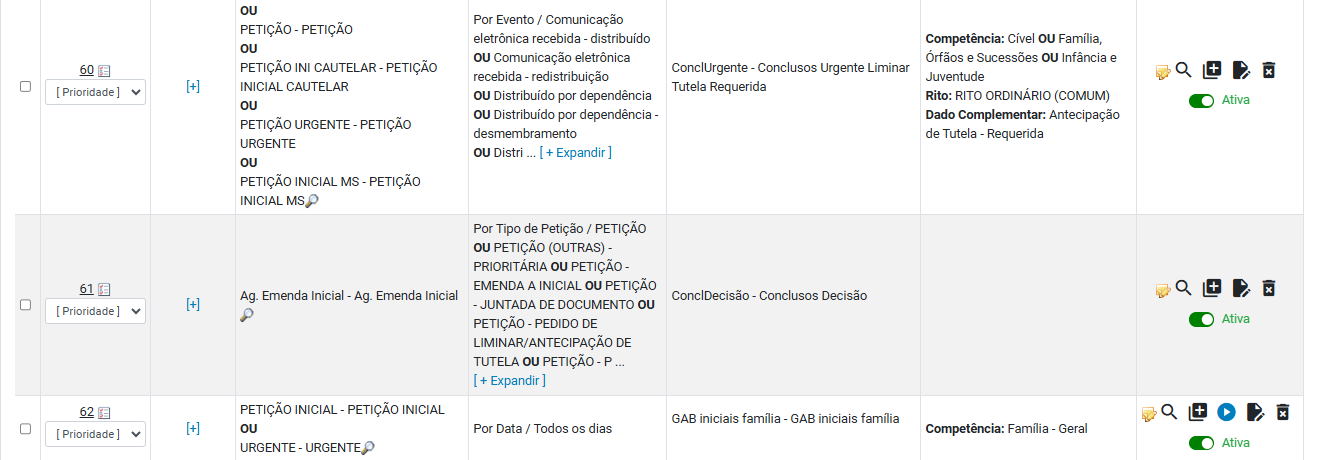 60
[ Prioridade ]
[+]
OU
PETIÇÃO - PETIÇÃO
OU
PETIÇÃO INI CAUTELAR - PETIÇÃO
INICIAL CAUTELAR
OU
PETIÇÃO URGENTE - PETIÇÃO
URGENTE
OU
PETIÇÃO INICIAL MS - PETIÇÃO
INICIAL MS
Por Evento / Comunicação
eletrônica recebida - distribuído
OU Comunicação eletrônica
recebida - redistribuição
OU Distribuído por dependência
OU Distribuído por dependência -
desmembramento
OU Distri ... [ + Expandir ]
ConclUrgente - Conclusos Urgente Liminar
Tutela Requerida
Competência: Cível OU Família,
Órfãos e Sucessões OU Infância e
Juventude
Rito: RITO ORDINÁRIO (COMUM)
Dado Complementar: Antecipação
de Tutela - Requerida
Ativa
61
[ Prioridade ]
[+]
Ag. Emenda Inicial - Ag. Emenda Inicial
Por Tipo de Petição / PETIÇÃO
OU PETIÇÃO (OUTRAS) -
PRIORITÁRIA OU PETIÇÃO -
EMENDA A INICIAL OU PETIÇÃO
- JUNTADA DE DOCUMENTO OU
PETIÇÃO - PEDIDO DE
LIMINAR/ANTECIPAÇÃO DE
TUTELA OU PETIÇÃO - P ...
[ + Expandir ]
ConclDecisão - Conclusos Decisão
Ativa
62
[ Prioridade ]
[+]
PETIÇÃO INICIAL - PETIÇÃO INICIAL
OU
URGENTE - URGENTE
Por Data / Todos os dias
GAB iniciais família - GAB iniciais família
Competência: Família - Geral
Ativa